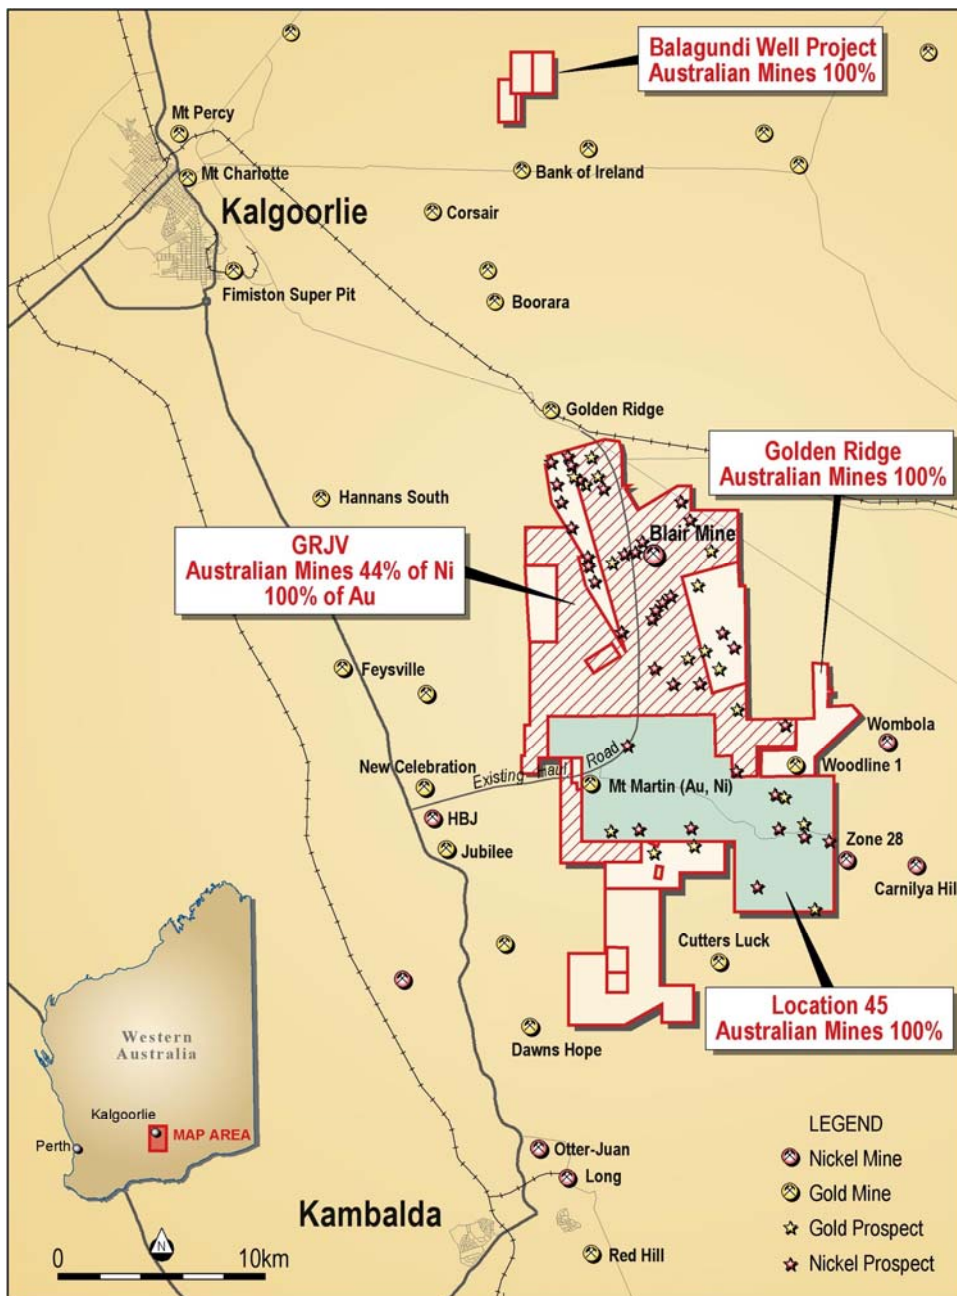 Balagundi Well Project
Australian Mines 100%
Mt Percy
Mt Charlotte
Bank of Ireland
Kalgoorlie
Corsair
Fimiston Super Pit
Boorara
Golden Ridge
Golden Ridge
Australian Mines 100%
Hannans South
GRJV
Australian Mines 44% of Ni
100% of Au
Blair Mine
Feysville
Wombola
Woodline 1
New Celebration
Existing Haul Road
Mt Martin (Au, Ni)
HBJ
Jubilee
Zone 28
Carnilya Hil
Cutters Luck
Location 45
Australian Mines 100%
Dawns Hope
Western
Australia
Kalgoorlie
MAP AREA
Perth
Otter-Juan
Long
Kambalda
Red Hill
N
0 10km
LEGEND
Nickel Mine
Gold Mine
Gold Prospect
Nickel Prospect